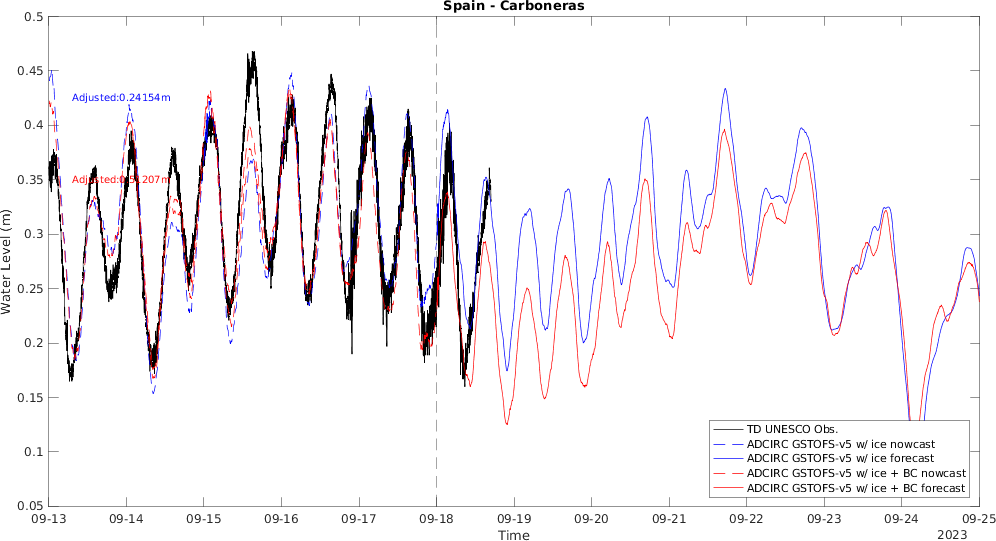 Spain - Carboneras
0.5
0.45
0.4
0.35
0.3
0.25
0.2
0.15
0.1
0.05
Water Level (m)
Adjusted:0.24154m
TD UNESCO Obs.
ADCIRC GSTOFS-v5 w/ ice nowcast
ADCIRC GSTOFS-v5 w/ ice forecast
ADCIRC GSTOFS-v5 w/ ice + BC nowcast
ADCIRC GSTOFS-v5 w/ ice + BC forecast
09-13 09-14 09-15 09-16 09-17 09-18 09-19 09-20 09-21 09-22 09-23 09-24 09-25
Time
2023